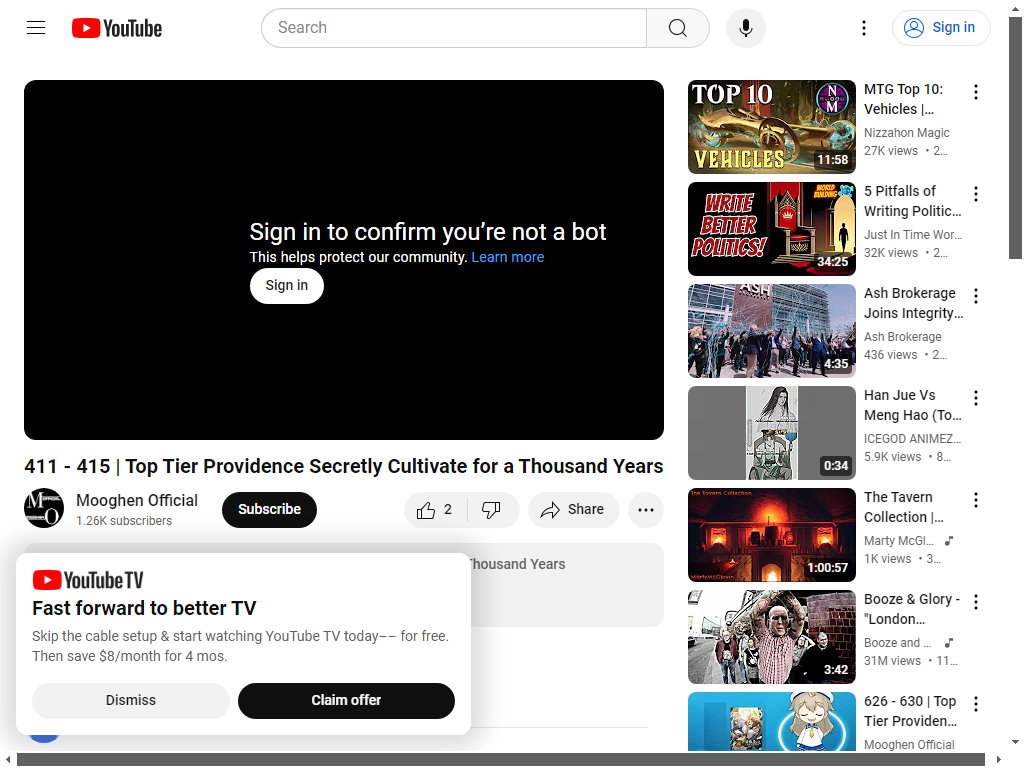 YouTube
Search
Sign in
Sign in to confirm you’re not a bot
This helps protect our community. Learn more
Sign in
411 - 415 | Top Tier Providence Secretly Cultivate for a Thousand Years
Mooghen Official
1.26K subscribers
Subscribe
2
Share
Thousand Years
YouTube TV
Fast forward to better TV
Skip the cable setup & start watching YouTube TV today–– for free.
Then save $8/month for 4 mos.
Dismiss
Claim offer
TOP 10
N
M
VEHICLES
11:58
MTG Top 10:
Vehicles |…
Nizzahon Magic
27K views • 2…
WRITE
BETTER
POLITICS!
WORLD
BUILDING
34:25
5 Pitfalls of
Writing Politic…
Just In Time Wor…
32K views • 2…
ASH
4:35
Ash Brokerage
Joins Integrity…
Ash Brokerage
436 views • 2…
0:34
Han Jue Vs
Meng Hao (To…
ICEGOD ANIMEZ…
5.9K views • 8…
The Tavern Collection
MartyMcGlavin
1:00:57
The Tavern
Collection |…
Marty McGl…
1K views • 3…
3:42
Booze & Glory -
"London…
Booze and …
31M views • 11…
626 - 630 | Top
Tier Providen…
Mooghen Official